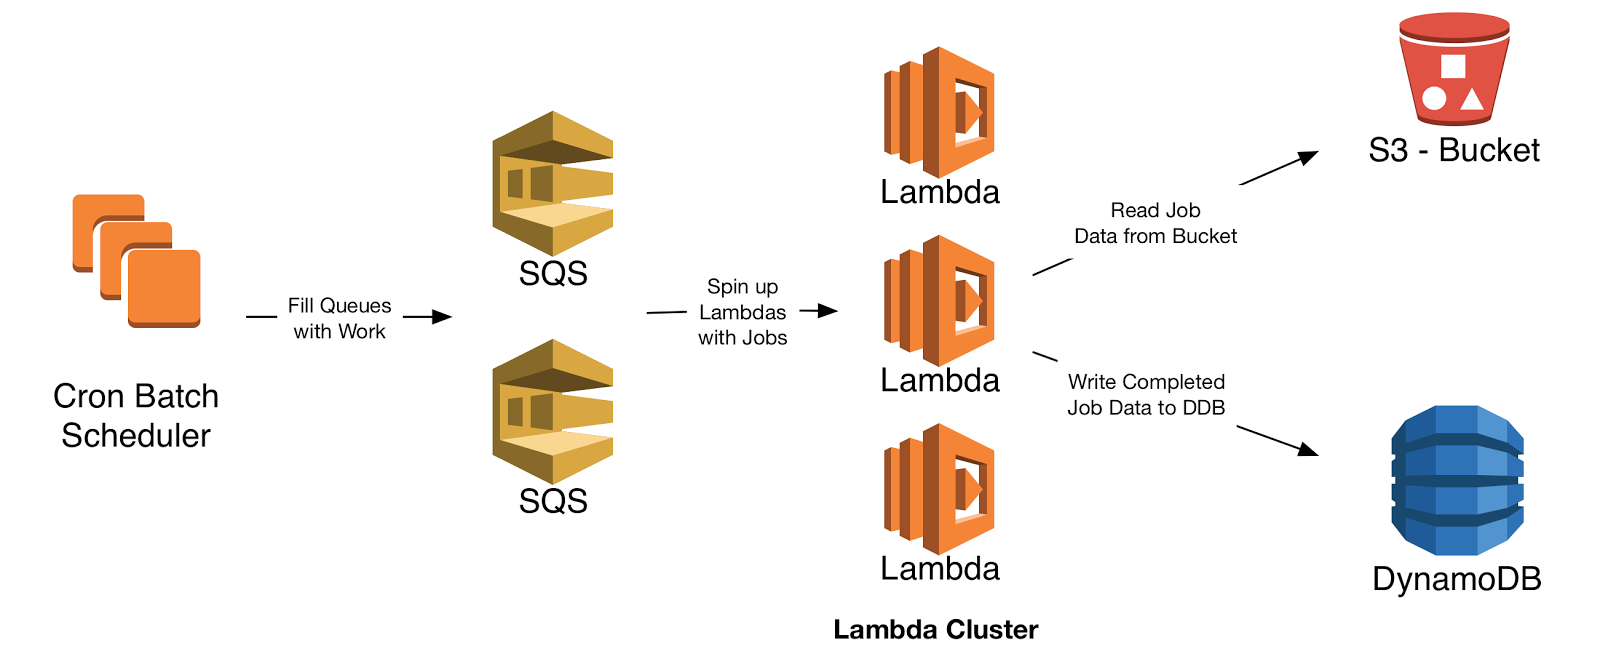 Cron Batch
Scheduler
Fill Queues
with Work
SQS
SQS
Spin up
Lambdas
with Jobs
Lambda
Lambda
Lambda
Lambda Cluster
Read Job
Data from Bucket
Write Completed
Job Data to DDB
S3 - Bucket
DynamoDB